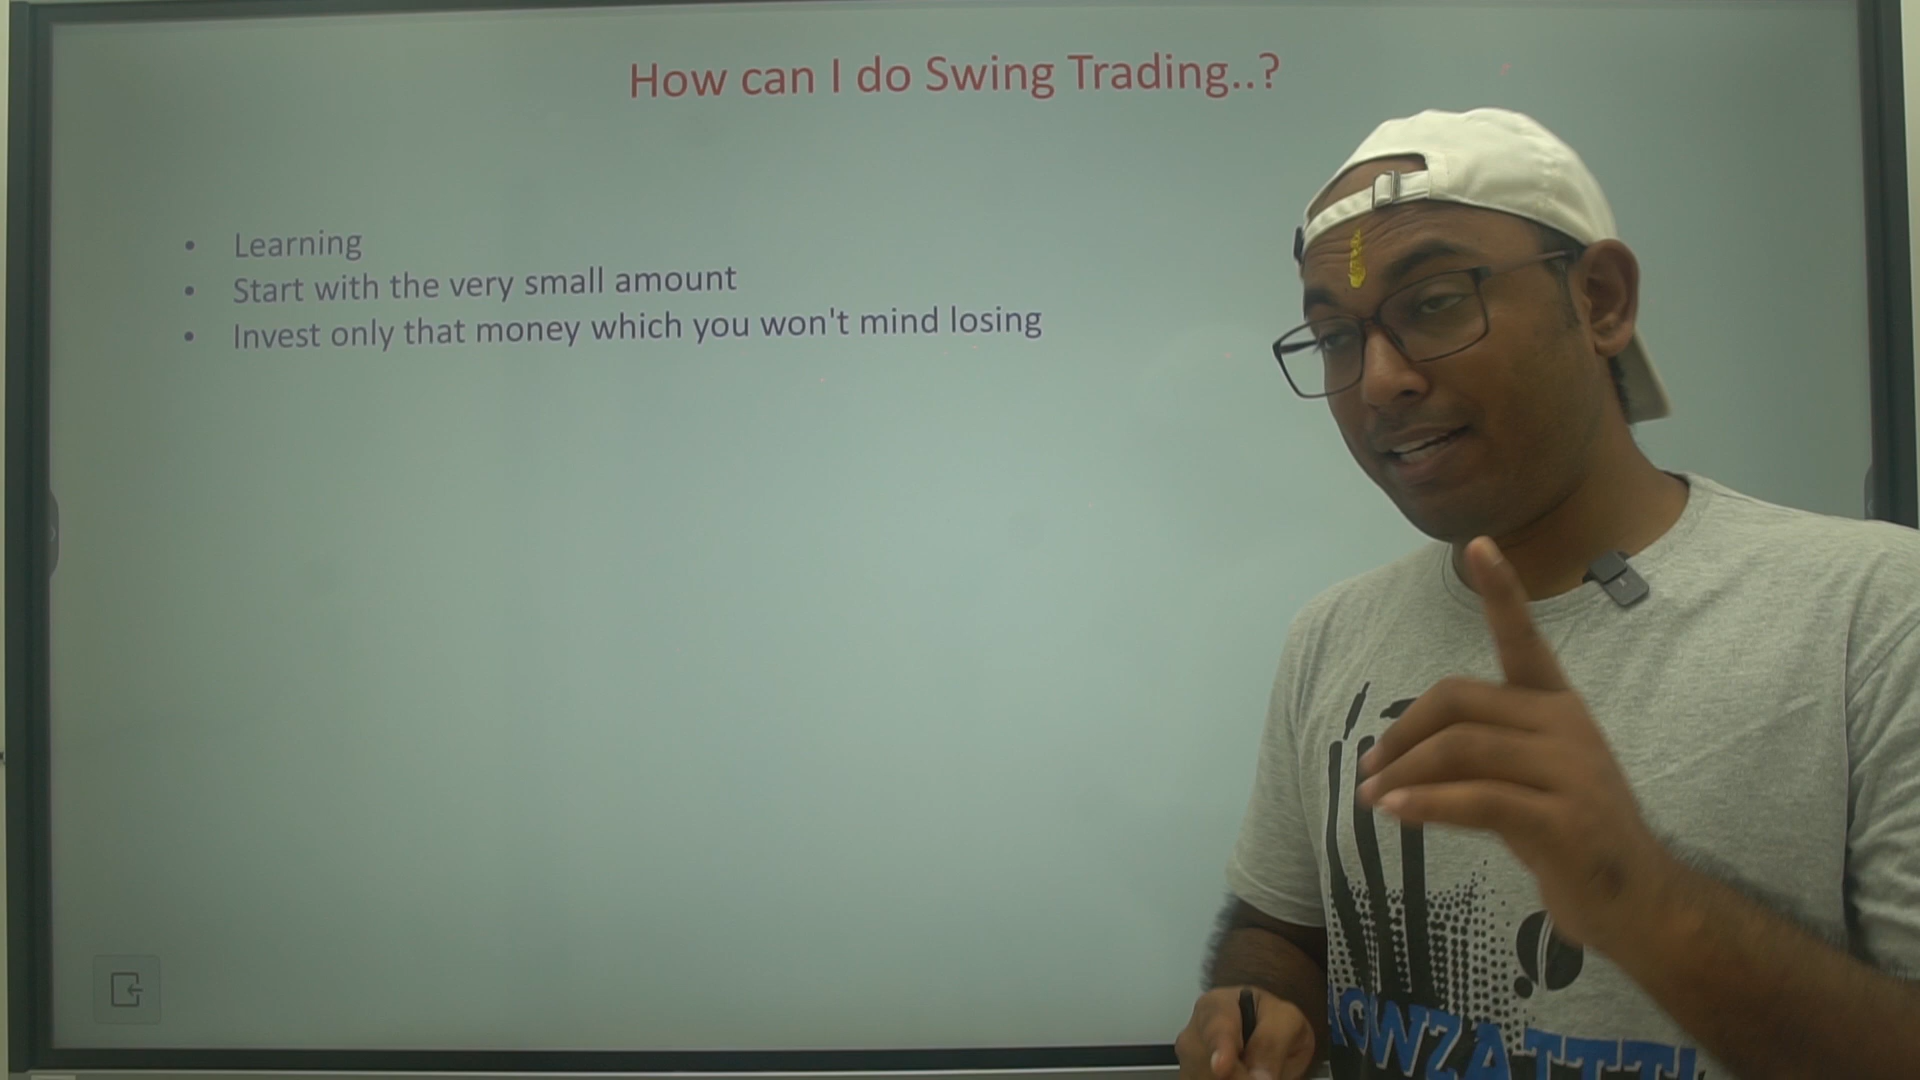 How can I do Swing Trading..?
• Learning
• Start with the very small amount
• Invest only that money which you won't mind losing
OWZATTT!